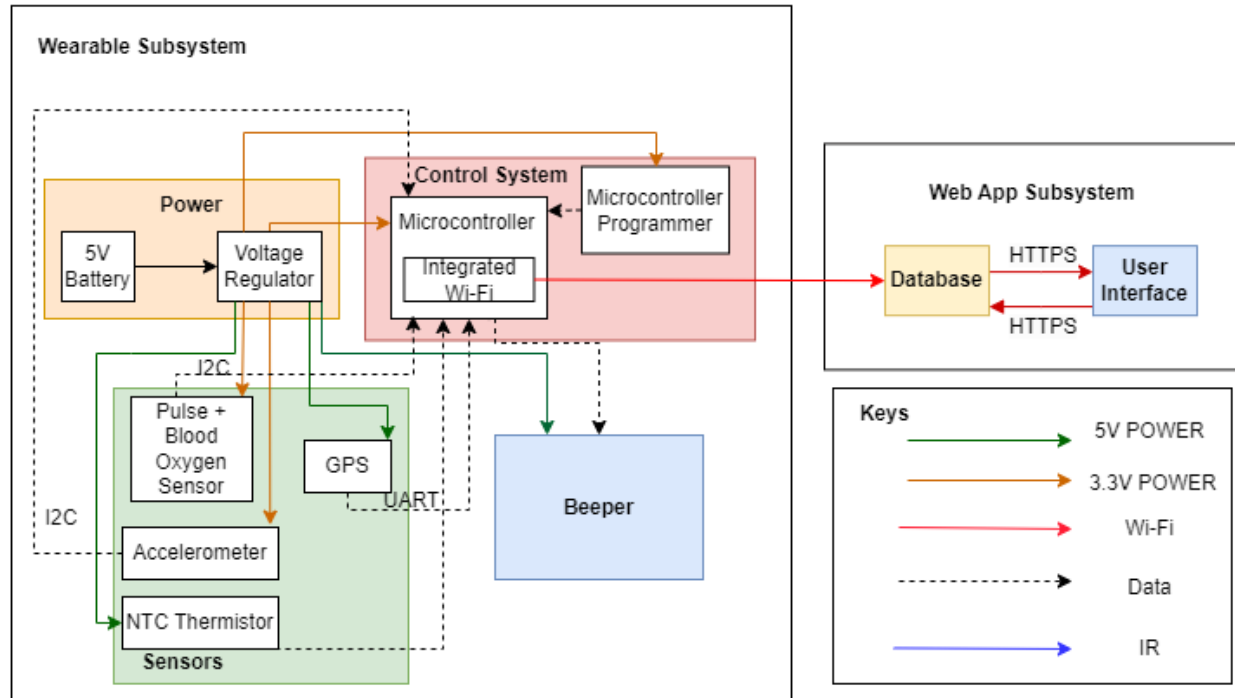 Wearable Subsystem
Power
5V
Battery
Voltage
Regulator
Control System
Microcontroller
Integrated
Wi-Fi
Microcontroller
Programmer
I2C
Pulse +
Blood
Oxygen
Sensor
GPS
UART
I2C
Accelerometer
NTC Thermistor
Sensors
Beeper
Web App Subsystem
Database
HTTPS
HTTPS
User
Interface
Keys
5V POWER
3.3V POWER
Wi-Fi
Data
IR